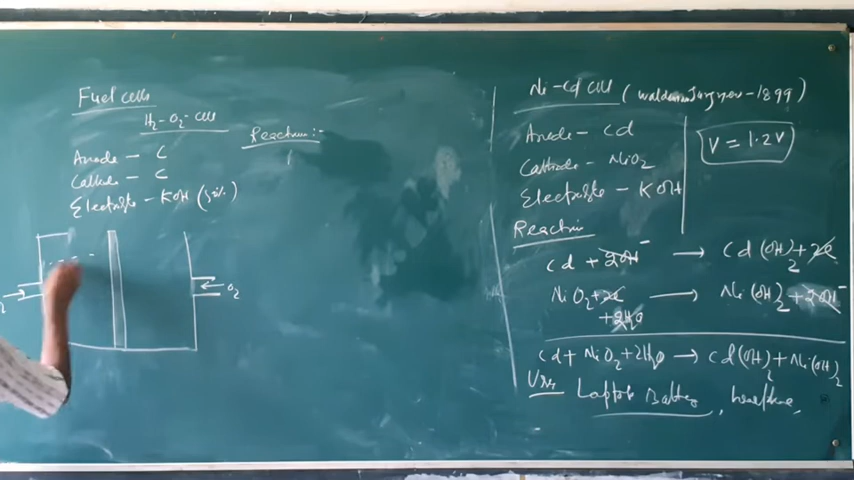 Fuel cells
H₂-O₂-Cell
Anode - C
Cathode - C
Electrolyte - KOH
Reaction:-
O₂
Ni-Cd Cell ( - 1899)
Anode - Cd
Cathode - NiO₂
Electrolyte - KOH
V = 1.2V
Reaction
Cd + 2OH⁻ → Cd(OH)₂ + 2e
NiO₂ + 2e → Ni(OH)₂ + 2OH⁻
+2H₂O
Cd + NiO₂ + 2H₂O → Cd(OH)₂ + Ni(OH)₂
Uses Laptop Battery,